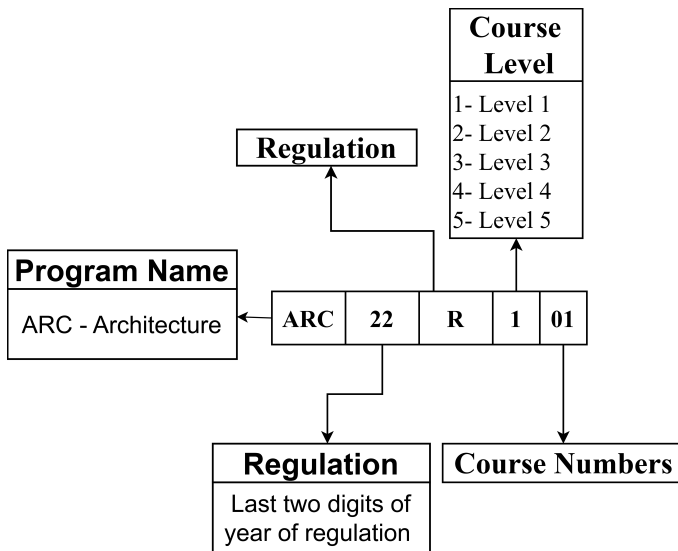 Course
Level
1- Level 1
2- Level 2
3- Level 3
4- Level 4
5- Level 5
Regulation
Program Name
ARC - Architecture
ARC 22 R 1 01
Regulation
Last two digits of
year of regulation
Course Numbers